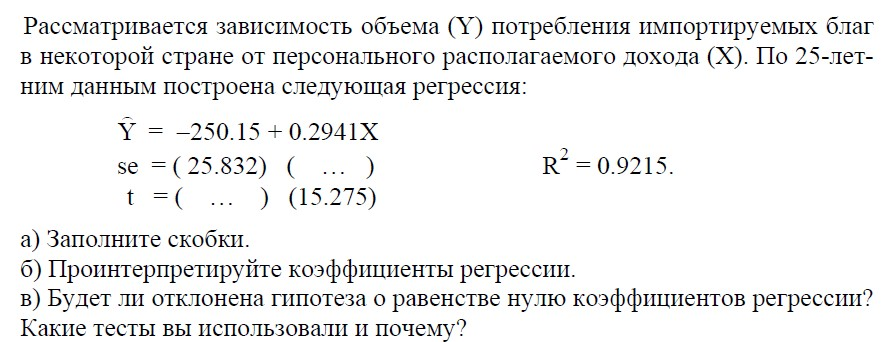 Рассматривается зависимость объема (Y) потребления импортируемых благ
в некоторой стране от персонального располагаемого дохода (X). По 25-лет-
ним данным построена следующая регрессия:
Ŷ = –250.15 + 0.2941X
se = ( 25.832) ( … ) R² = 0.9215.
t = ( … ) (15.275)
а) Заполните скобки.
б) Проинтерпретируйте коэффициенты регрессии.
в) Будет ли отклонена гипотеза о равенстве нулю коэффициентов регрессии?
Какие тесты вы использовали и почему?